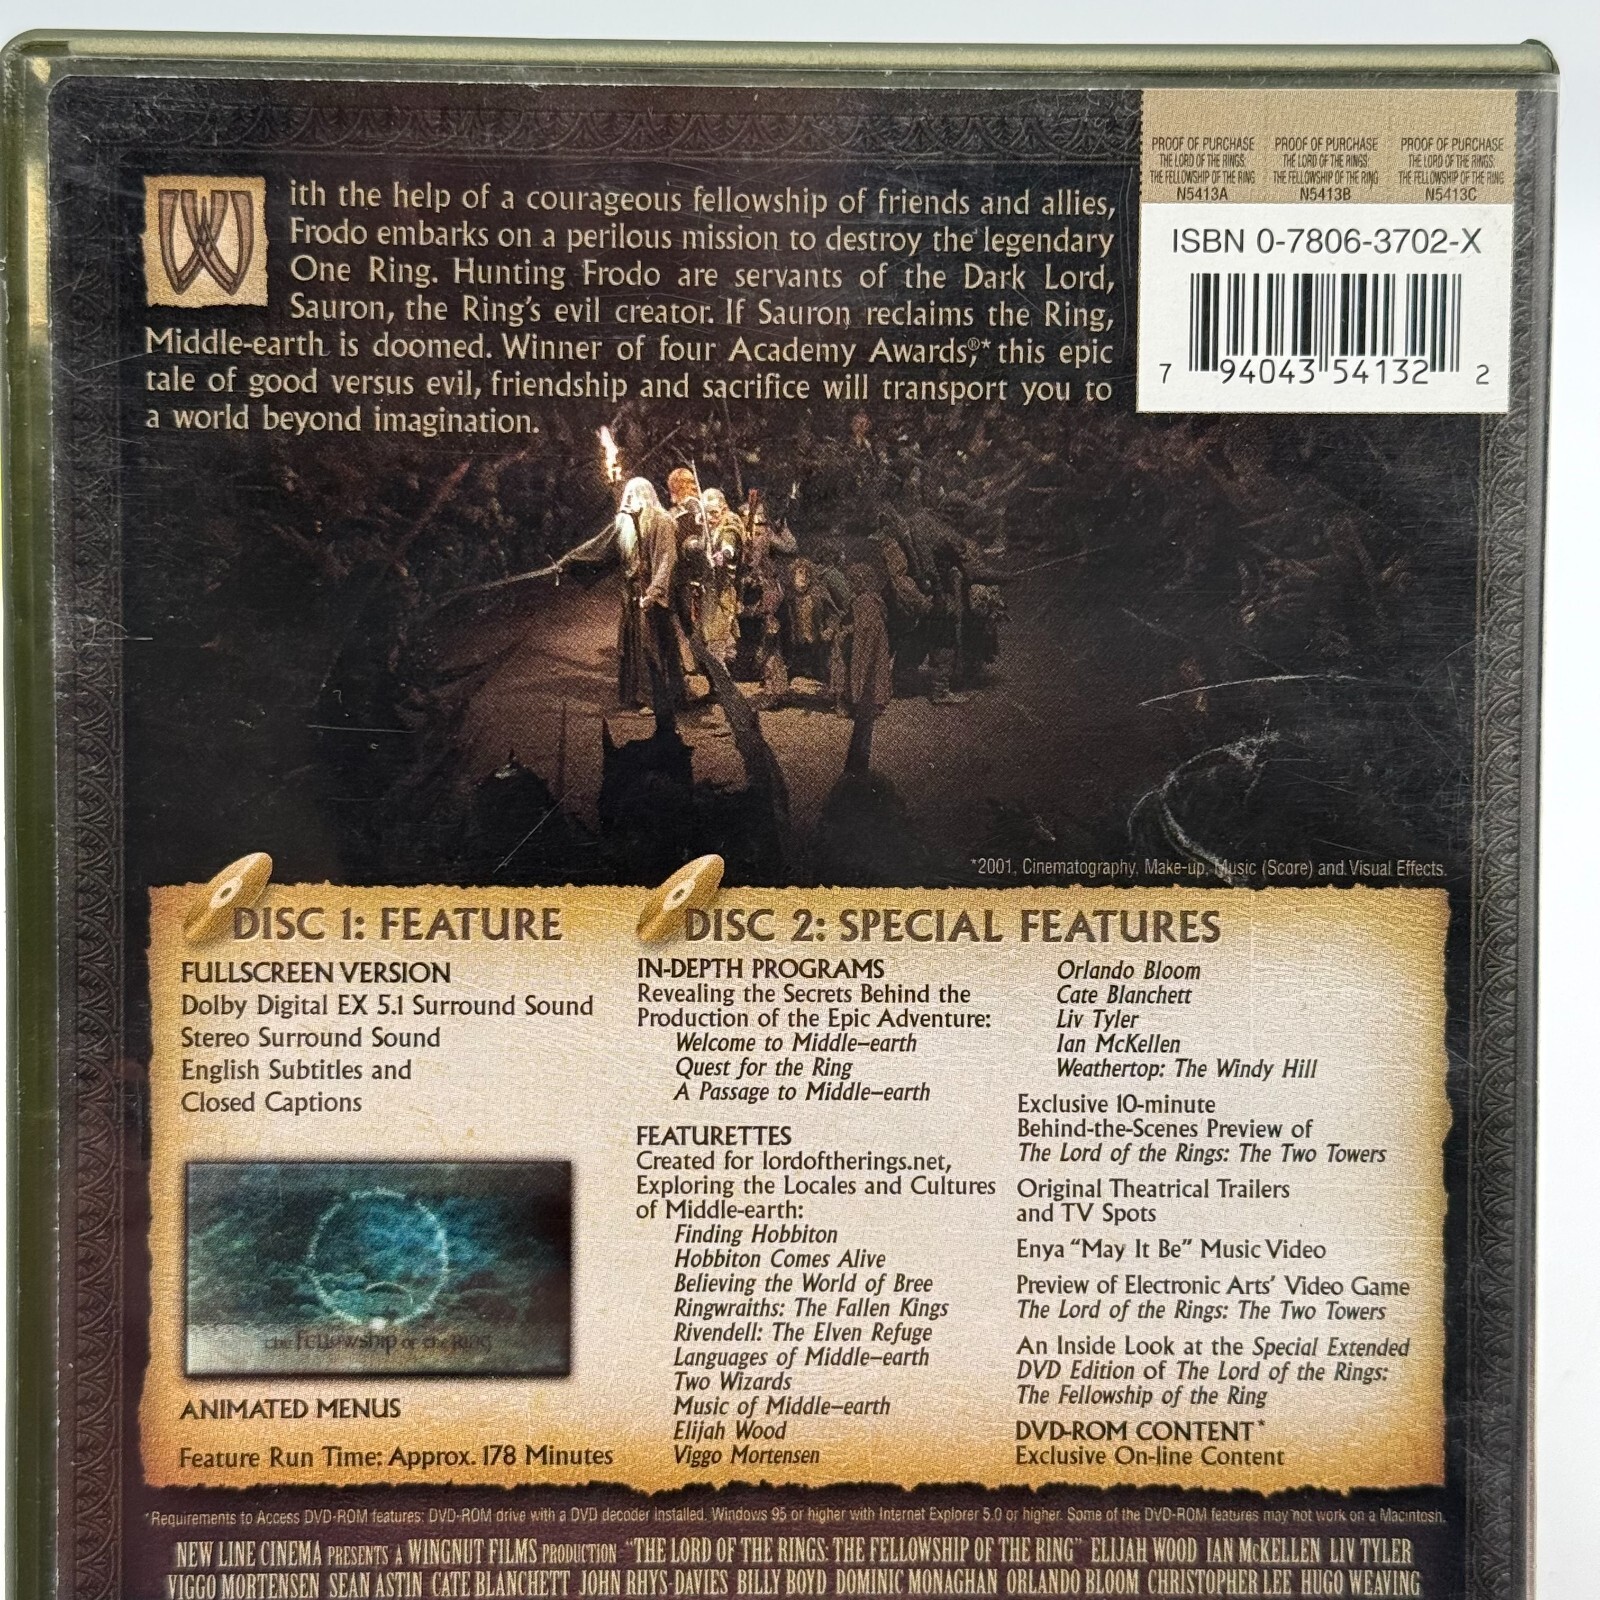 With the help of a courageous fellowship of friends and allies,
Frodo embarks on a perilous mission to destroy the legendary
One Ring. Hunting Frodo are servants of the Dark Lord,
Sauron, the Ring's evil creator. If Sauron reclaims the Ring,
Middle-earth is doomed. Winner of four Academy Awards®,* this epic
tale of good versus evil, friendship and sacrifice will transport you to
a world beyond imagination.
PROOF OF PURCHASE
THE LORD OF THE RINGS:
THE FELLOWSHIP OF THE RING
N5413A
PROOF OF PURCHASE
THE LORD OF THE RINGS:
THE FELLOWSHIP OF THE RING
N5413B
PROOF OF PURCHASE
THE LORD OF THE RINGS:
THE FELLOWSHIP OF THE RING
N5413C
ISBN 0-7806-3702-X
7 94043 54132 2
*2001, Cinematography, Make-up, Music (Score) and Visual Effects.
DISC 1: FEATURE
FULLSCREEN VERSION
Dolby Digital EX 5.1 Surround Sound
Stereo Surround Sound
English Subtitles and
Closed Captions
the Fellowship of the Ring
ANIMATED MENUS
Feature Run Time: Approx. 178 Minutes
DISC 2: SPECIAL FEATURES
IN-DEPTH PROGRAMS
Revealing the Secrets Behind the
Production of the Epic Adventure:
Welcome to Middle-earth
Quest for the Ring
A Passage to Middle-earth
FEATURETTES
Created for lordoftherings.net,
Exploring the Locales and Cultures
of Middle-earth:
Finding Hobbiton
Hobbiton Comes Alive
Believing the World of Bree
Ringwraiths: The Fallen Kings
Rivendell: The Elven Refuge
Languages of Middle-earth
Two Wizards
Music of Middle-earth
Elijah Wood
Viggo Mortensen
Orlando Bloom
Cate Blanchett
Liv Tyler
Ian McKellen
Weathertop: The Windy Hill
Exclusive 10-minute
Behind-the-Scenes Preview of
The Lord of the Rings: The Two Towers
Original Theatrical Trailers
and TV Spots
Enya "May It Be" Music Video
Preview of Electronic Arts' Video Game
The Lord of the Rings: The Two Towers
An Inside Look at the Special Extended
DVD Edition of The Lord of the Rings:
The Fellowship of the Ring
DVD-ROM CONTENT*
Exclusive On-line Content
*Requirements to Access DVD-ROM features: DVD-ROM drive with a DVD decoder installed. Windows 95 or higher with Internet Explorer 5.0 or higher. Some of the DVD-ROM features may not work on a Macintosh.
NEW LINE CINEMA PRESENTS A WINGNUT FILMS PRODUCTION "THE LORD OF THE RINGS: THE FELLOWSHIP OF THE RING" ELIJAH WOOD IAN McKELLEN LIV TYLER
VIGGO MORTENSEN SEAN ASTIN CATE BLANCHETT JOHN RHYS-DAVIES BILLY BOYD DOMINIC MONAGHAN ORLANDO BLOOM CHRISTOPHER LEE HUGO WEAVING